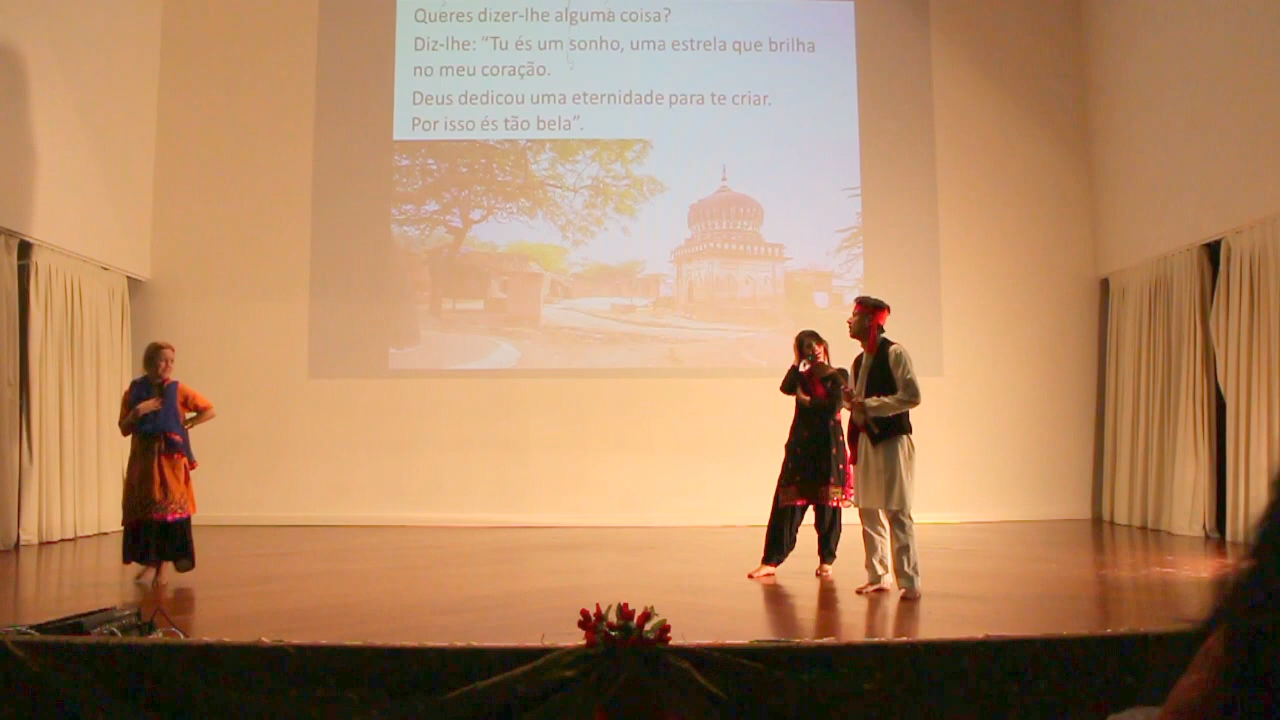 Queres dizer-lhe alguma coisa?
Diz-lhe: “Tu és um sonho, uma estrela que brilha
no meu coração.
Deus dedicou uma eternidade para te criar.
Por isso és tão bela”.